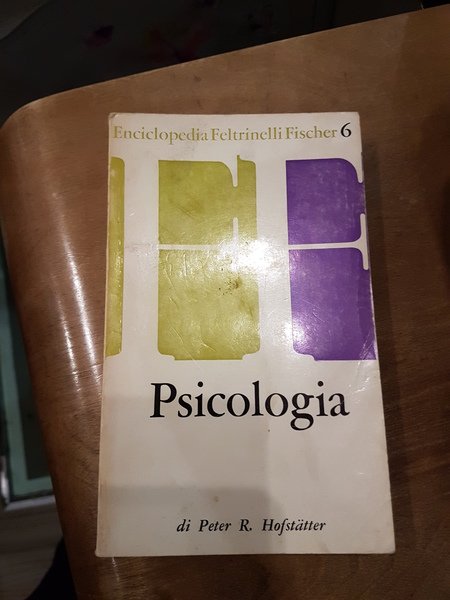 Enciclopedia Feltrinelli Fischer 6
Psicologia
di Peter R. Hofstätter